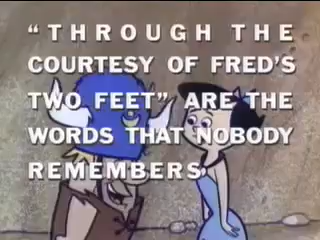 "THROUGH THE
COURTESY OF FRED'S
TWO FEET" ARE THE
WORDS THAT NOBODY
REMEMBERS